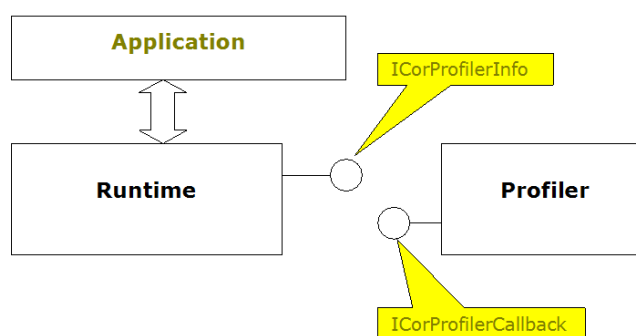 Application
ICorProfilerInfo
Runtime
Profiler
ICorProfilerCallback